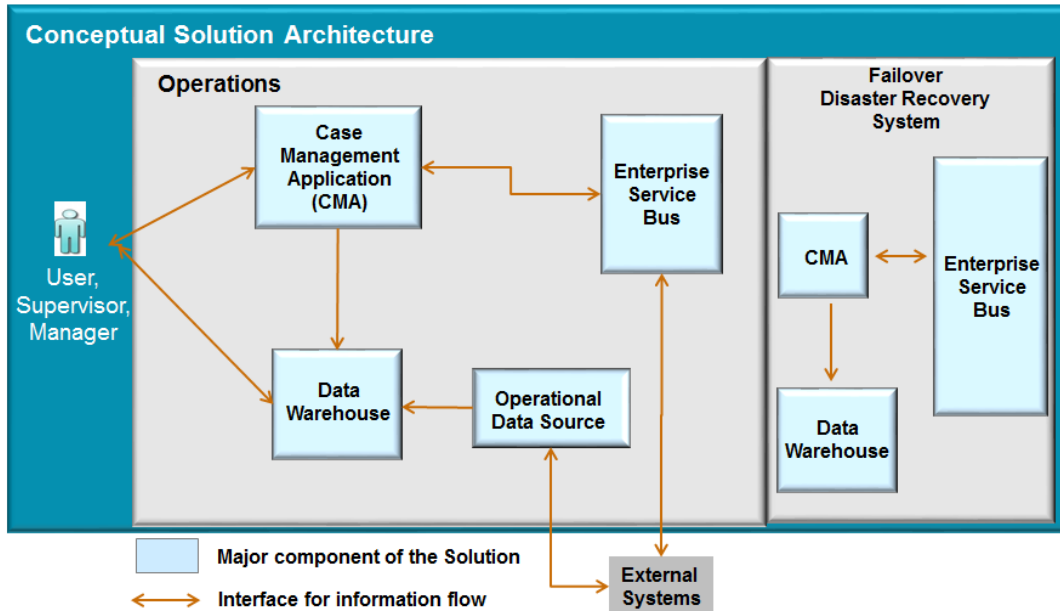 Conceptual Solution Architecture
Operations
Case
Management
Application
(CMA)
Enterprise
Service
Bus
User,
Supervisor,
Manager
Data
Warehouse
Operational
Data Source
Failover
Disaster Recovery
System
CMA
Enterprise
Service
Bus
Data
Warehouse
Major component of the Solution
Interface for information flow
External
Systems